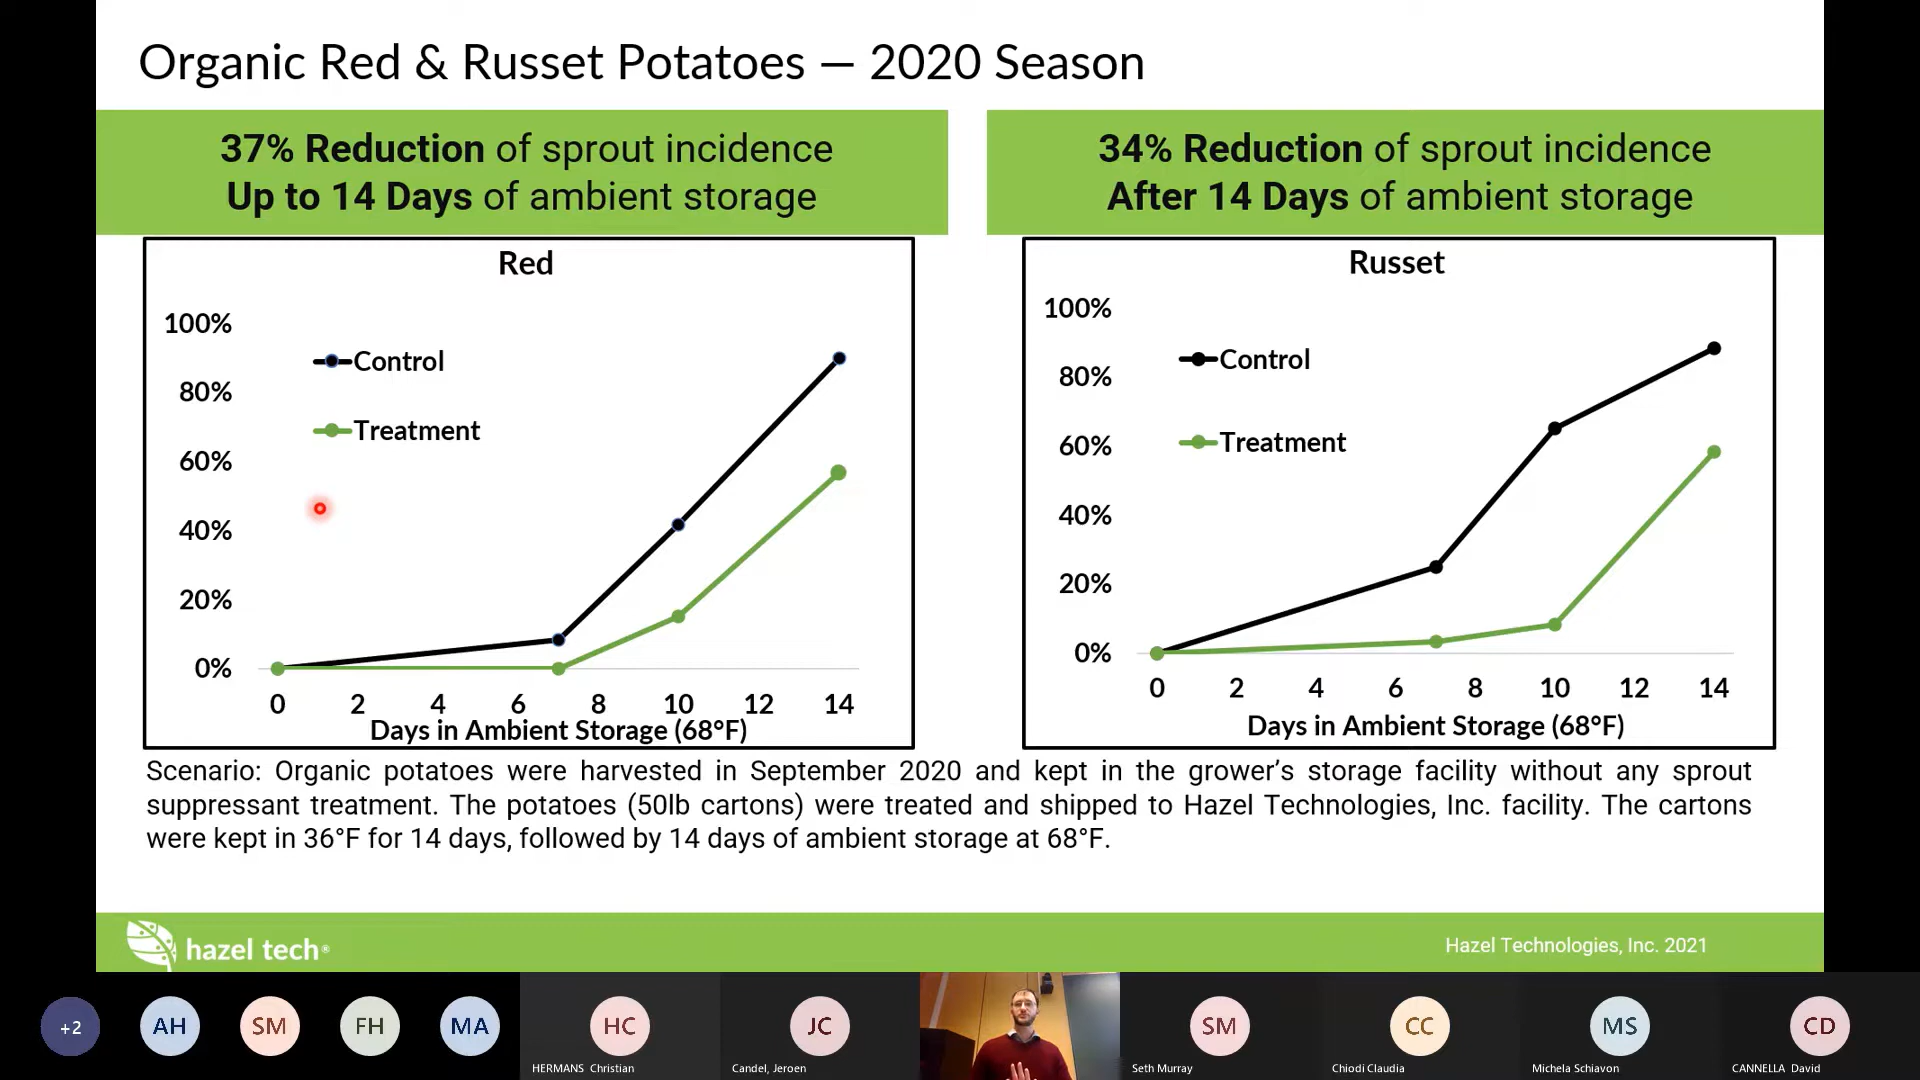 Organic Red & Russet Potatoes — 2020 Season
37% Reduction of sprout incidence
Up to 14 Days of ambient storage
34% Reduction of sprout incidence
After 14 Days of ambient storage
Red
100%
80%
60%
40%
20%
0%
Control
Treatment
0 2 4 6 8 10 12 14
Days in Ambient Storage (68°F)
Russet
100%
80%
60%
40%
20%
0%
Control
Treatment
0 2 4 6 8 10 12 14
Days in Ambient Storage (68°F)
Scenario: Organic potatoes were harvested in September 2020 and kept in the grower’s storage facility without any sprout
suppressant treatment. The potatoes (50lb cartons) were treated and shipped to Hazel Technologies, Inc. facility. The cartons
were kept in 36°F for 14 days, followed by 14 days of ambient storage at 68°F.
hazel tech®
Hazel Technologies, Inc. 2021
+2
AH
SM
FH
MA
HC
HERMANS Christian
JC
Candel, Jeroen
SM
Seth Murray
CC
Chiodi Claudia
MS
Michela Schiavon
CD
CANNELLA David